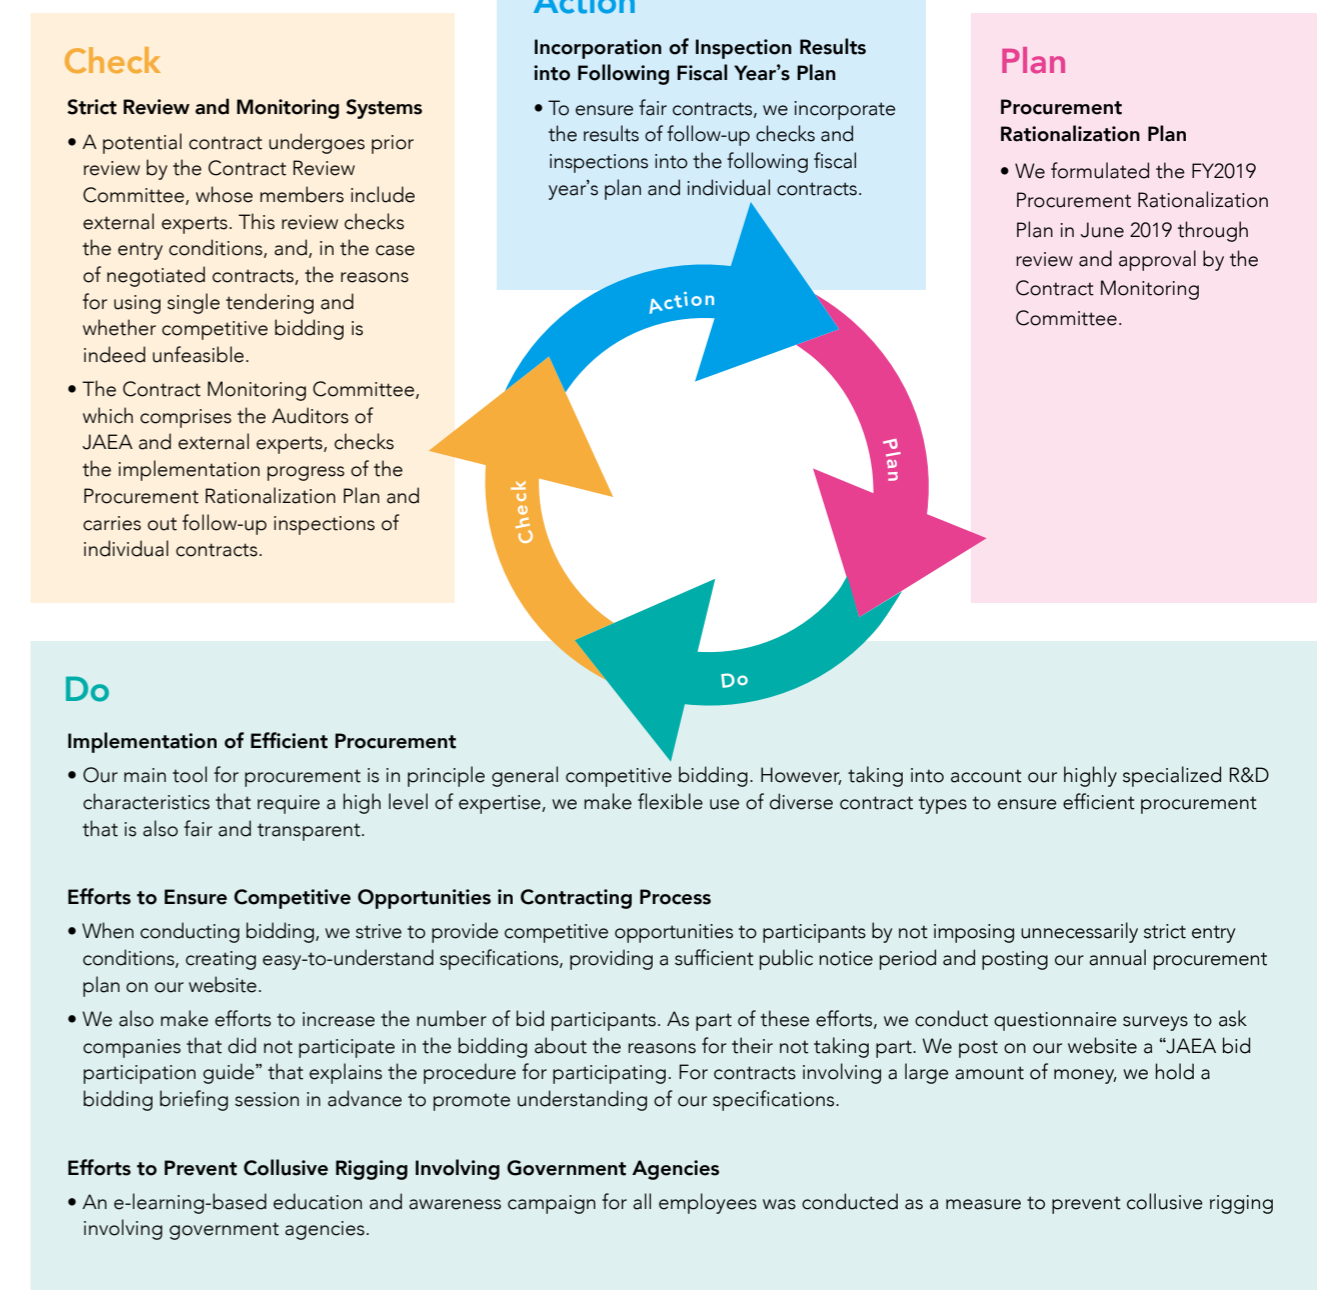 Action
Incorporation of Inspection Results
into Following Fiscal Year’s Plan
• To ensure fair contracts, we incorporate
the results of follow-up checks and
inspections into the following fiscal
year’s plan and individual contracts.
Check
Strict Review and Monitoring Systems
• A potential contract undergoes prior
review by the Contract Review
Committee, whose members include
external experts. This review checks
the entry conditions, and, in the case
of negotiated contracts, the reasons
for using single tendering and
whether competitive bidding is
indeed unfeasible.
• The Contract Monitoring Committee,
which comprises the Auditors of
JAEA and external experts, checks
the implementation progress of the
Procurement Rationalization Plan and
carries out follow-up inspections of
individual contracts.
Plan
Procurement
Rationalization Plan
• We formulated the FY2019
Procurement Rationalization
Plan in June 2019 through
review and approval by the
Contract Monitoring
Committee.
Action
Plan
Check
Do
Do
Implementation of Efficient Procurement
• Our main tool for procurement is in principle general competitive bidding. However, taking into account our highly specialized R&D
characteristics that require a high level of expertise, we make flexible use of diverse contract types to ensure efficient procurement
that is also fair and transparent.
Efforts to Ensure Competitive Opportunities in Contracting Process
• When conducting bidding, we strive to provide competitive opportunities to participants by not imposing unnecessarily strict entry
conditions, creating easy-to-understand specifications, providing a sufficient public notice period and posting our annual procurement
plan on our website.
• We also make efforts to increase the number of bid participants. As part of these efforts, we conduct questionnaire surveys to ask
companies that did not participate in the bidding about the reasons for their not taking part. We post on our website a “JAEA bid
participation guide” that explains the procedure for participating. For contracts involving a large amount of money, we hold a
bidding briefing session in advance to promote understanding of our specifications.
Efforts to Prevent Collusive Rigging Involving Government Agencies
• An e-learning-based education and awareness campaign for all employees was conducted as a measure to prevent collusive rigging
involving government agencies.